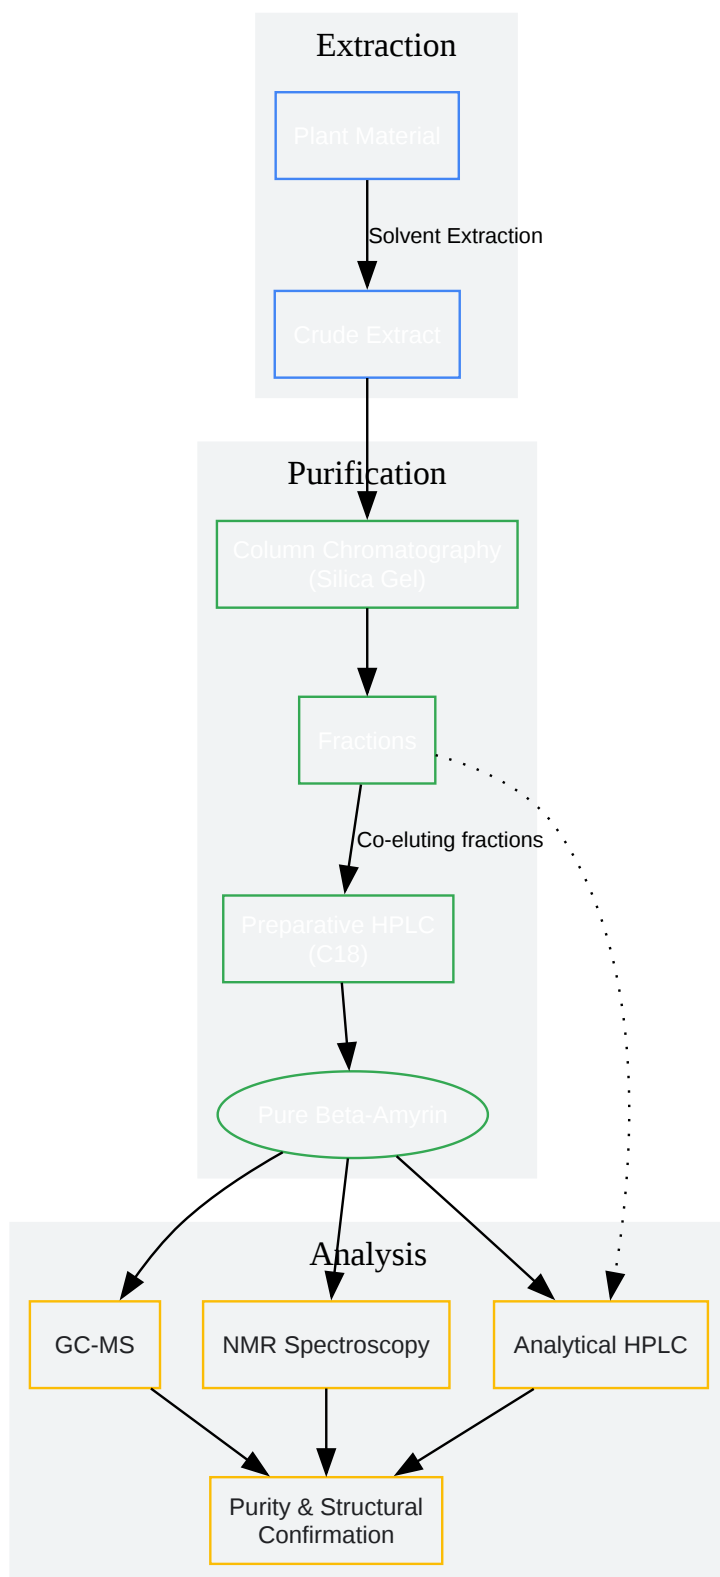 Extraction
Plant Material
Solvent Extraction
Crude Extract
Purification
Column Chromatography
(Silica Gel)
Fractions
Co-eluting fractions
Preparative HPLC
(C18)
Pure Beta-Amyrin
Analysis
GC-MS
NMR Spectroscopy
Analytical HPLC
Purity & Structural
Confirmation